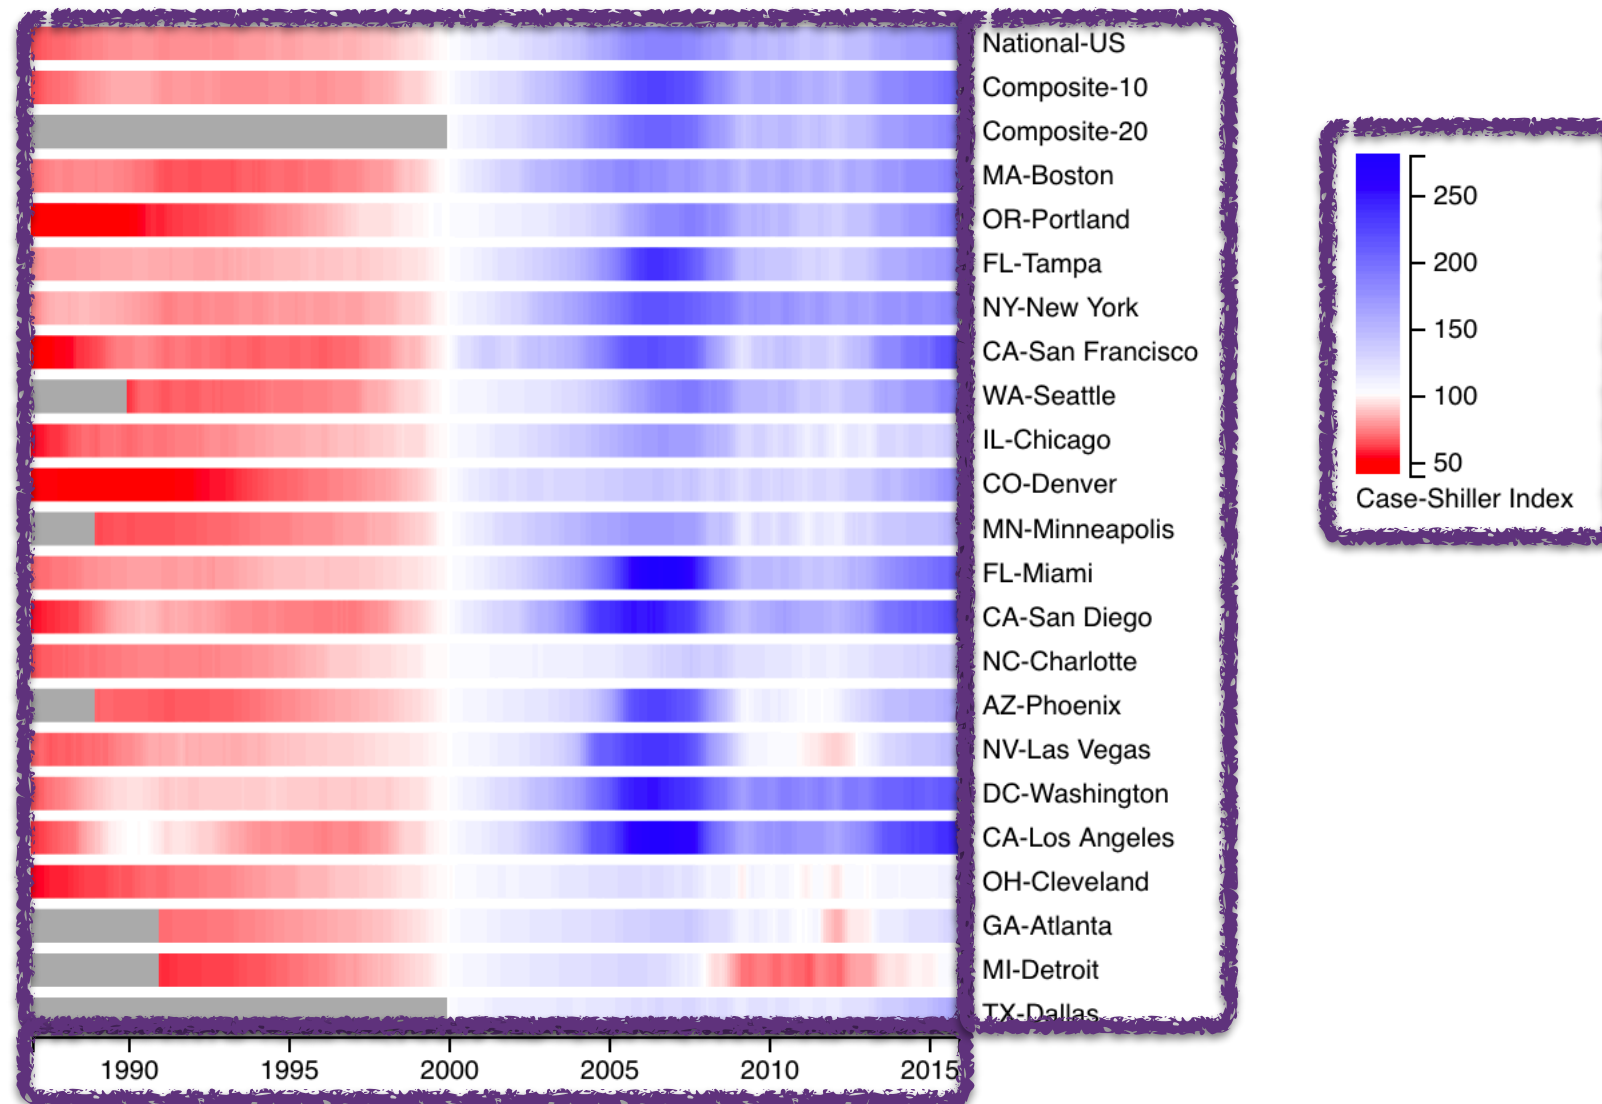 National-US
Composite-10
Composite-20
MA-Boston
OR-Portland
FL-Tampa
NY-New York
CA-San Francisco
WA-Seattle
IL-Chicago
CO-Denver
MN-Minneapolis
FL-Miami
CA-San Diego
NC-Charlotte
AZ-Phoenix
NV-Las Vegas
DC-Washington
CA-Los Angeles
OH-Cleveland
GA-Atlanta
MI-Detroit
TX-Dallas
1990 1995 2000 2005 2010 2015
250
200
150
100
50
Case-Shiller Index